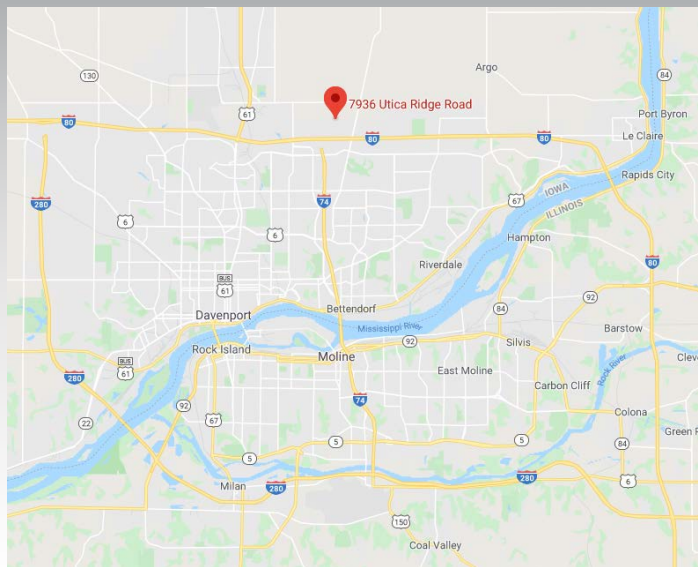 Argo
130
84
7936 Utica Ridge Road
61
Port Byron
80
80
80
Le Claire
Rapids City
IOWA
ILLINOIS
280
74
67
6
6
Hampton
Riverdale
80
BUS
61
92
Davenport
Bettendorf
84
Mississippi River
Barstow
Rock Island
92
Silvis
Moline
Rock River
Cleve
BUS
61
280
East Moline
Carbon Cliff
92
74
22
67
Colona
5
5
84
Green R
5
Milan
280
280
6
150
Coal Valley